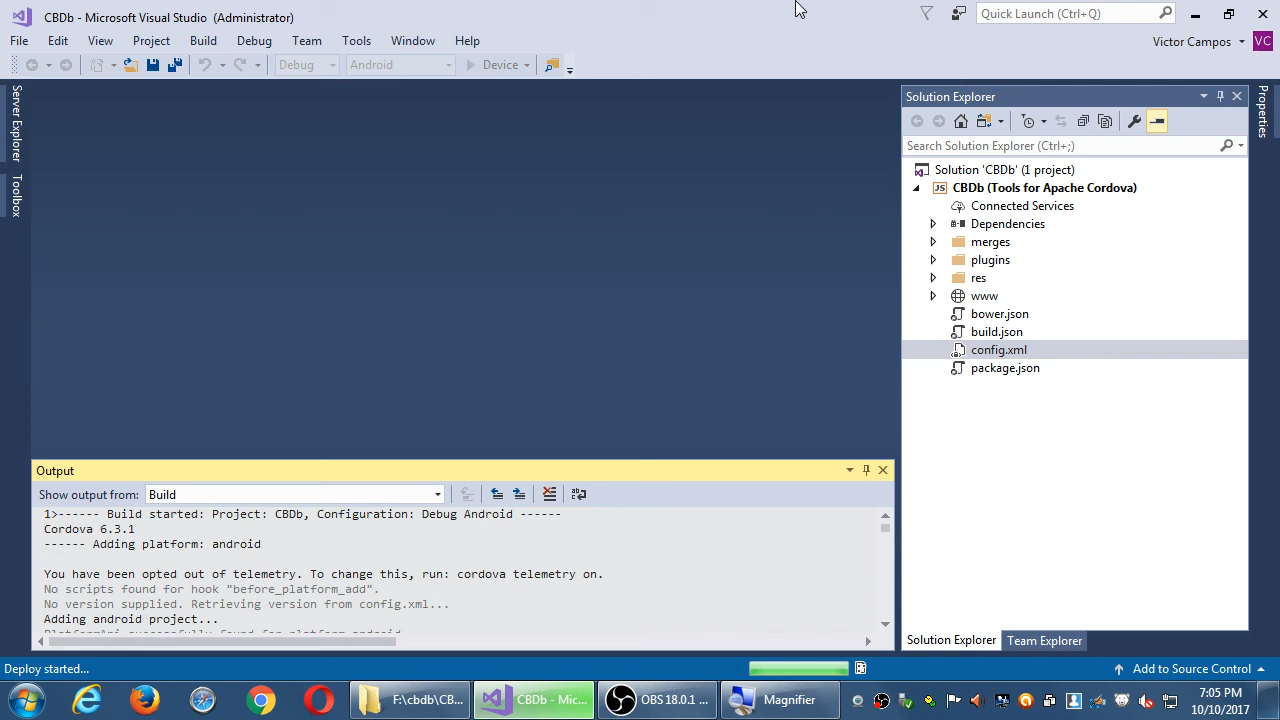 CBDb - Microsoft Visual Studio (Administrator)
Quick Launch (Ctrl+Q)
File Edit View Project Build Debug Team Tools Window Help
Victor Campos VC
Debug Android Device
Server Explorer
Toolbox
Solution Explorer
Properties
Search Solution Explorer (Ctrl+;)
Solution 'CBDb' (1 project)
JS CBDb (Tools for Apache Cordova)
Connected Services
Dependencies
merges
plugins
res
www
bower.json
build.json
config.xml
package.json
Output
Show output from: Build
1>------ Build started: Project: CBDb, Configuration: Debug Android ------
Cordova 6.3.1
------ Adding platform: android
You have been opted out of telemetry. To change this, run: cordova telemetry on.
No scripts found for hook "before_platform_add".
No version supplied. Retrieving version from config.xml...
Adding android project...
PlatformApi successfully found for platform android
Solution Explorer Team Explorer
Deploy started... Add to Source Control
F:\cbdb\CB... CBDb - Mic... OBS 18.0.1 ... Magnifier
7:05 PM
10/10/2017